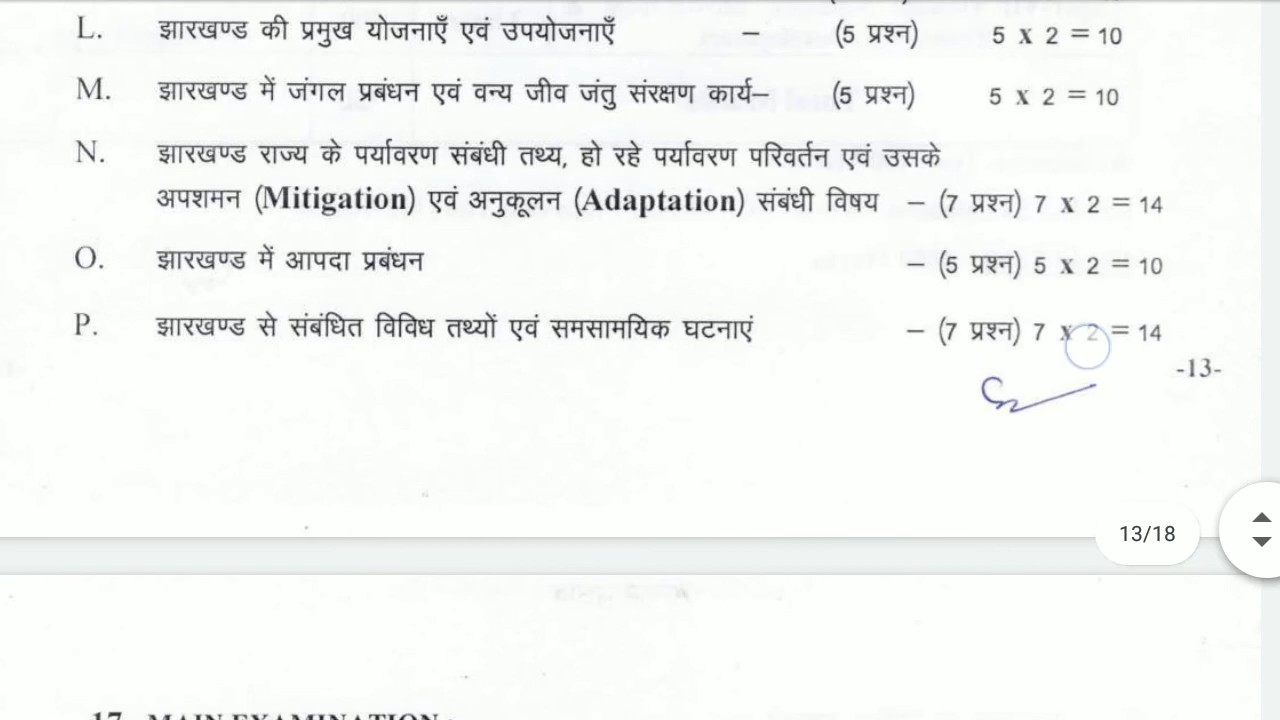 L. झारखण्ड की प्रमुख योजनाएँ एवं उपयोजनाएँ – (5 प्रश्न) 5 x 2 = 10
M. झारखण्ड में जंगल प्रबंधन एवं वन्य जीव जंतु संरक्षण कार्य– (5 प्रश्न) 5 x 2 = 10
N. झारखण्ड राज्य के पर्यावरण संबंधी तथ्य, हो रहे पर्यावरण परिवर्तन एवं उसके
अपशमन (Mitigation) एवं अनुकूलन (Adaptation) संबंधी विषय – (7 प्रश्न) 7 x 2 = 14
O. झारखण्ड में आपदा प्रबंधन – (5 प्रश्न) 5 x 2 = 10
P. झारखण्ड से संबंधित विविध तथ्यों एवं समसामयिक घटनाएं – (7 प्रश्न) 7 x 2 = 14
-13-
13/18
17. MAIN EXAMINATION :